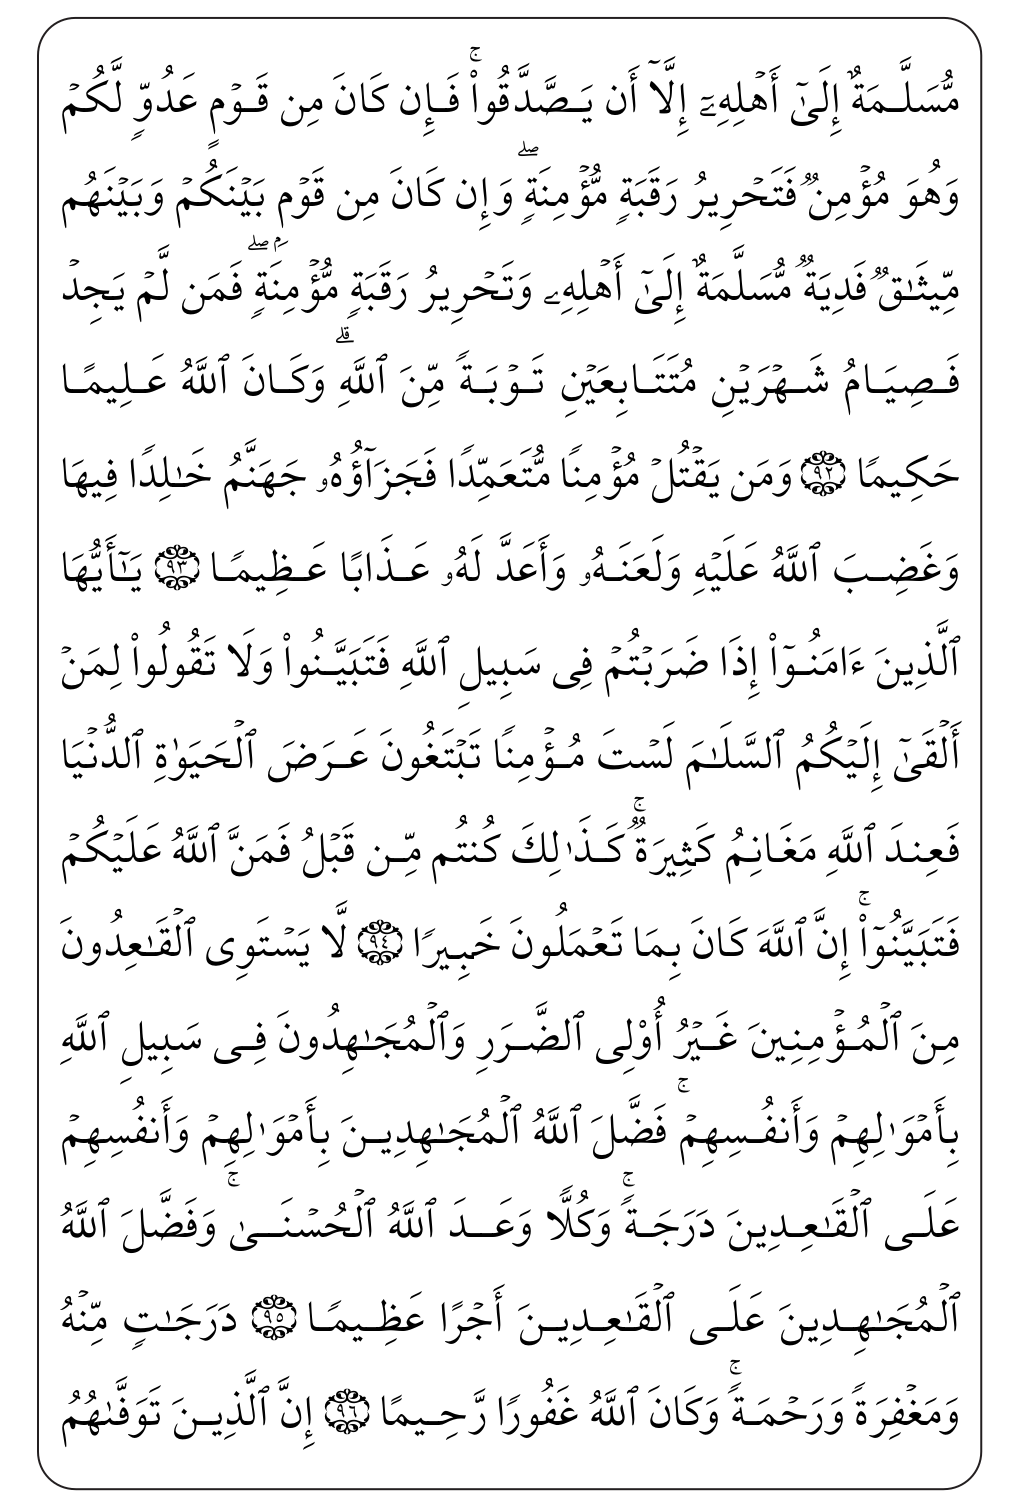 مُّسَلَّمَةٌ إِلَىٰٓ أَهْلِهِۦٓ إِلَّآ أَن يَصَّدَّقُوا۟ ۚ فَإِن كَانَ مِن قَوْمٍ عَدُوٍّ لَّكُمْ
وَهُوَ مُؤْمِنٌ فَتَحْرِيرُ رَقَبَةٍ مُّؤْمِنَةٍ ۖ وَإِن كَانَ مِن قَوْمٍۭ بَيْنَكُمْ وَبَيْنَهُم
مِّيثَـٰقٌ فَدِيَةٌ مُّسَلَّمَةٌ إِلَىٰٓ أَهْلِهِۦ وَتَحْرِيرُ رَقَبَةٍ مُّؤْمِنَةٍ ۖ فَمَن لَّمْ يَجِدْ
فَصِيَامُ شَهْرَيْنِ مُتَتَابِعَيْنِ تَوْبَةً مِّنَ ٱللَّهِ ۗ وَكَانَ ٱللَّهُ عَلِيمًا
حَكِيمًا ۝٩٢ وَمَن يَقْتُلْ مُؤْمِنًا مُّتَعَمِّدًا فَجَزَآؤُهُۥ جَهَنَّمُ خَـٰلِدًا فِيهَا
وَغَضِبَ ٱللَّهُ عَلَيْهِ وَلَعَنَهُۥ وَأَعَدَّ لَهُۥ عَذَابًا عَظِيمًا ۝٩٣ يَـٰٓأَيُّهَا
ٱلَّذِينَ ءَامَنُوٓا۟ إِذَا ضَرَبْتُمْ فِى سَبِيلِ ٱللَّهِ فَتَبَيَّنُوا۟ وَلَا تَقُولُوا۟ لِمَنْ
أَلْقَىٰٓ إِلَيْكُمُ ٱلسَّلَـٰمَ لَسْتَ مُؤْمِنًا تَبْتَغُونَ عَرَضَ ٱلْحَيَوٰةِ ٱلدُّنْيَا
فَعِندَ ٱللَّهِ مَغَانِمُ كَثِيرَةٌ ۚ كَذَٰلِكَ كُنتُم مِّن قَبْلُ فَمَنَّ ٱللَّهُ عَلَيْكُمْ
فَتَبَيَّنُوٓا۟ ۚ إِنَّ ٱللَّهَ كَانَ بِمَا تَعْمَلُونَ خَبِيرًا ۝٩٤ لَّا يَسْتَوِى ٱلْقَـٰعِدُونَ
مِنَ ٱلْمُؤْمِنِينَ غَيْرُ أُو۟لِى ٱلضَّرَرِ وَٱلْمُجَـٰهِدُونَ فِى سَبِيلِ ٱللَّهِ
بِأَمْوَٰلِهِمْ وَأَنفُسِهِمْ ۚ فَضَّلَ ٱللَّهُ ٱلْمُجَـٰهِدِينَ بِأَمْوَٰلِهِمْ وَأَنفُسِهِمْ
عَلَى ٱلْقَـٰعِدِينَ دَرَجَةً ۚ وَكُلًّا وَعَدَ ٱللَّهُ ٱلْحُسْنَىٰ ۚ وَفَضَّلَ ٱللَّهُ
ٱلْمُجَـٰهِدِينَ عَلَى ٱلْقَـٰعِدِينَ أَجْرًا عَظِيمًا ۝٩٥ دَرَجَـٰتٍ مِّنْهُ
وَمَغْفِرَةً وَرَحْمَةً ۚ وَكَانَ ٱللَّهُ غَفُورًا رَّحِيمًا ۝٩٦ إِنَّ ٱلَّذِينَ تَوَفَّىٰهُمُ